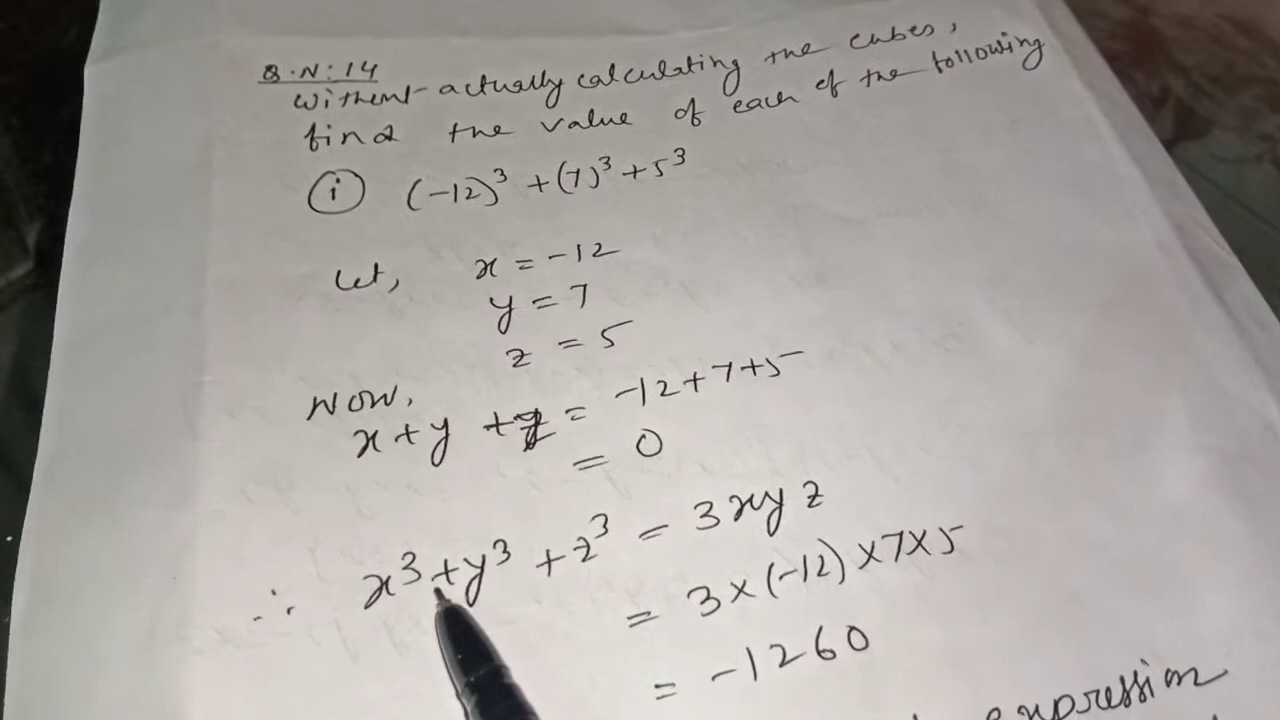 Q.N:14
without actually calculating the cubes,
find the value of each of the following
(i) (-12)³ + (7)³ + 5³
Let, x = -12
y = 7
z = 5
Now,
x + y + z = -12+7+5
= 0
∴ x³ + y³ + z³ = 3xyz
= 3×(-12)×7×5
= -1260
expression